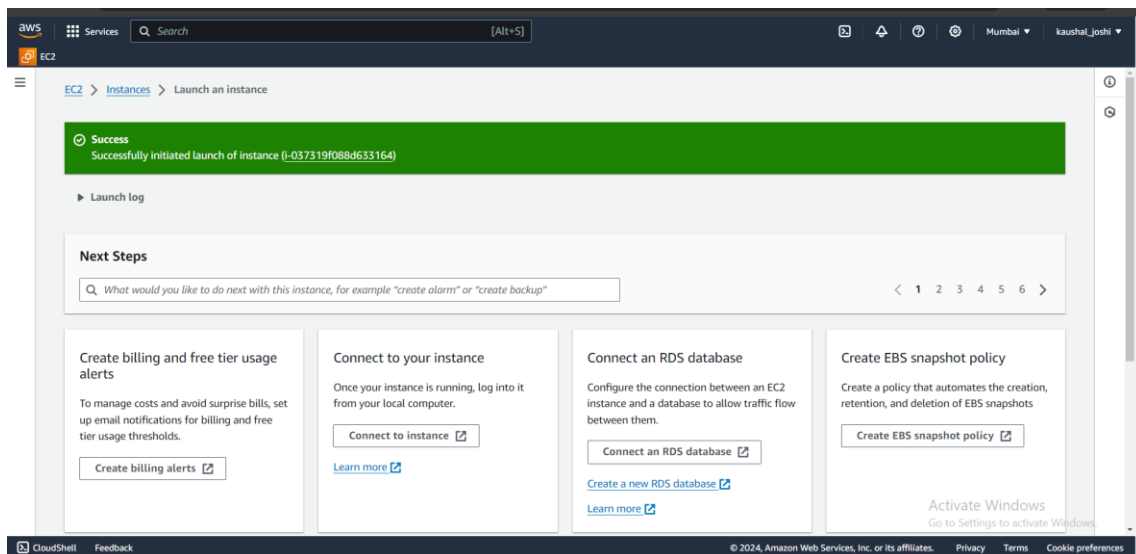 aws Services Search [Alt+S] Mumbai kaushal_joshi
EC2
EC2 Instances Launch an instance
Success
Successfully initiated launch of instance (i-037319f088d633164)
Launch log
Next Steps
What would you like to do next with this instance, for example "create alarm" or "create backup"
1 2 3 4 5 6
Create billing and free tier usage
alerts
To manage costs and avoid surprise bills, set
up email notifications for billing and free
tier usage thresholds.
Create billing alerts
Connect to your instance
Once your instance is running, log into it
from your local computer.
Connect to instance
Learn more
Connect an RDS database
Configure the connection between an EC2
instance and a database to allow traffic flow
between them.
Connect an RDS database
Create a new RDS database
Learn more
Create EBS snapshot policy
Create a policy that automates the creation,
retention, and deletion of EBS snapshots
Create EBS snapshot policy
Activate Windows
Go to Settings to activate Windows.
CloudShell Feedback © 2024, Amazon Web Services, Inc. or its affiliates. Privacy Terms Cookie preferences